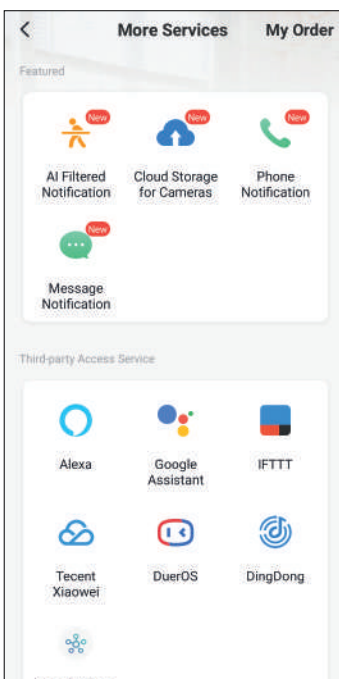 More Services My Order
Featured
New New New
AI Filtered Cloud Storage Phone
Notification for Cameras Notification
New
Message
Notification
Third-party Access Service
Alexa Google IFTTT
Assistant
Tecent DuerOS DingDong
Xiaowei